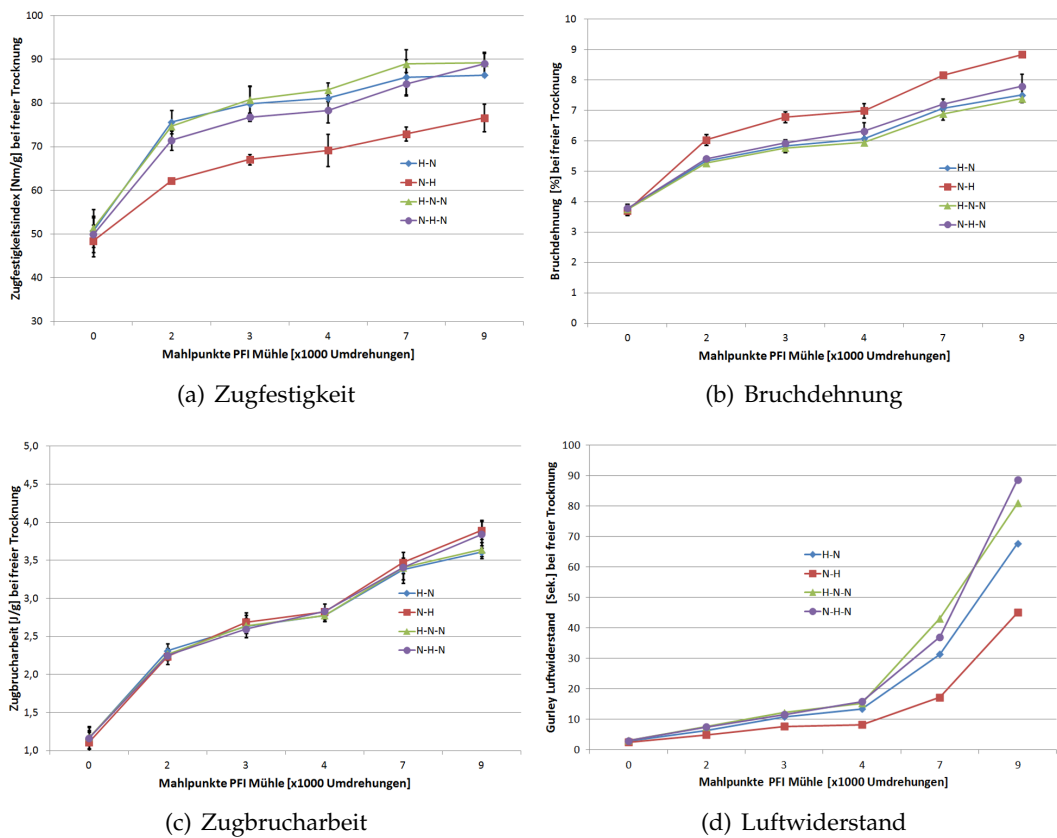 Zugfestigkeitsindex [Nm/g] bei freier Trocknung
100
90
80
70
60
50
40
30
0 2 3 4 7 9
Mahlpunkte PFI Mühle [x1000 Umdrehungen]
H-N
N-H
H-N-N
N-H-N
(a) Zugfestigkeit
Bruchdehnung [%] bei freier Trocknung
10
9
8
7
6
5
4
3
2
1
0
0 2 3 4 7 9
Mahlpunkte PFI Mühle [x1000 Umdrehungen]
H-N
N-H
H-N-N
N-H-N
(b) Bruchdehnung
Zugbrucharbeit [J/g] bei freier Trocknung
5,0
4,5
4,0
3,5
3,0
2,5
2,0
1,5
1,0
0 2 3 4 7 9
Mahlpunkte PFI Mühle [x1000 Umdrehungen]
H-N
N-H
H-N-N
N-H-N
(c) Zugbrucharbeit
Gurley Luftwiderstand [Sek.] bei freier Trocknung
100
90
80
70
60
50
40
30
20
10
0
0 2 3 4 7 9
Mahlpunkte PFI Mühle [x1000 Umdrehungen]
H-N
N-H
H-N-N
N-H-N
(d) Luftwiderstand